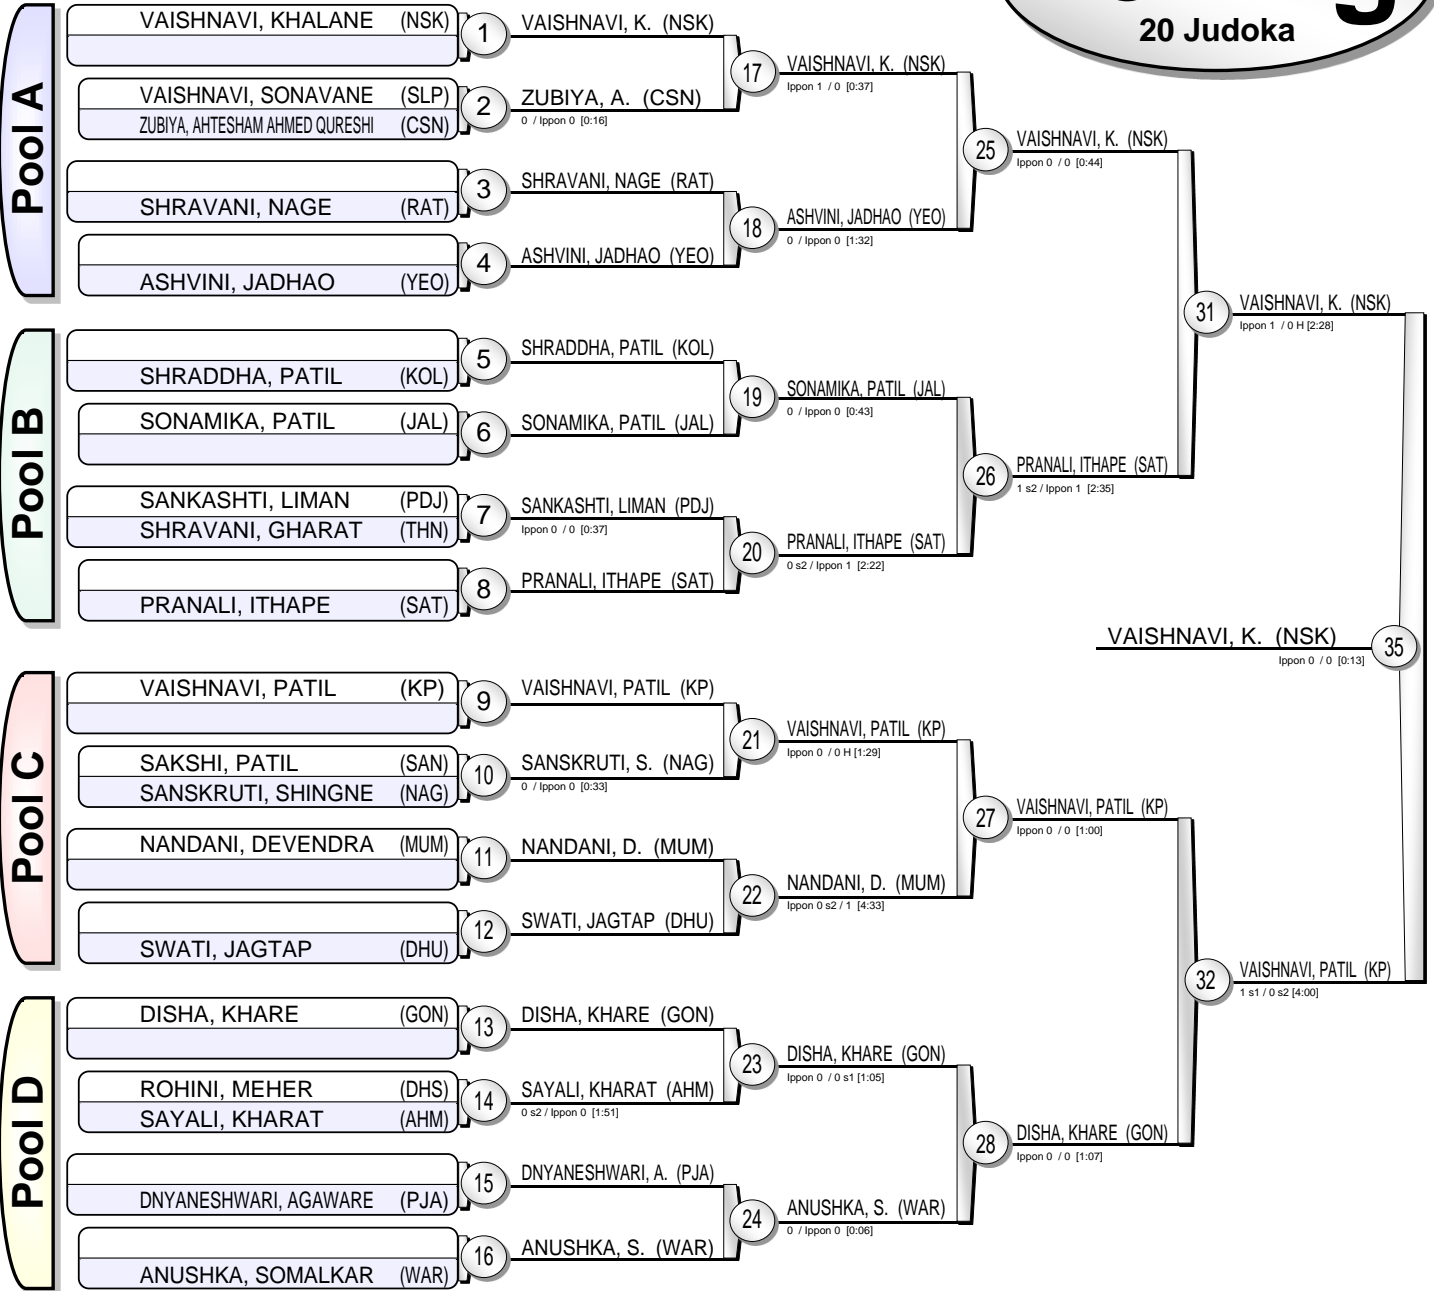 20 Judoka
Pool A
VAISHNAVI, KHALANE (NSK)
1
VAISHNAVI, K. (NSK)
VAISHNAVI, SONAVANE (SLP)
ZUBIYA, AHTESHAM AHMED QURESHI (CSN)
2
ZUBIYA, A. (CSN)
0 / Ippon 0 [0:16]
17
VAISHNAVI, K. (NSK)
Ippon 1 / 0 [0:37]
SHRAVANI, NAGE (RAT)
3
SHRAVANI, NAGE (RAT)
ASHVINI, JADHAO (YEO)
4
ASHVINI, JADHAO (YEO)
18
ASHVINI, JADHAO (YEO)
0 / Ippon 0 [1:32]
25
VAISHNAVI, K. (NSK)
Ippon 0 / 0 [0:44]
Pool B
SHRADDHA, PATIL (KOL)
5
SHRADDHA, PATIL (KOL)
SONAMIKA, PATIL (JAL)
6
SONAMIKA, PATIL (JAL)
19
SONAMIKA, PATIL (JAL)
0 / Ippon 0 [0:43]
SANKASHTI, LIMAN (PDJ)
SHRAVANI, GHARAT (THN)
7
SANKASHTI, LIMAN (PDJ)
Ippon 0 / 0 [0:37]
PRANALI, ITHAPE (SAT)
8
PRANALI, ITHAPE (SAT)
20
PRANALI, ITHAPE (SAT)
0 s2 / Ippon 1 [2:22]
26
PRANALI, ITHAPE (SAT)
1 s2 / Ippon 1 [2:35]
31
VAISHNAVI, K. (NSK)
Ippon 1 / 0 H [2:28]
VAISHNAVI, K. (NSK)
Ippon 0 / 0 [0:13]
35
Pool C
VAISHNAVI, PATIL (KP)
9
VAISHNAVI, PATIL (KP)
SAKSHI, PATIL (SAN)
SANSKRUTI, SHINGNE (NAG)
10
SANSKRUTI, S. (NAG)
0 / Ippon 0 [0:33]
21
VAISHNAVI, PATIL (KP)
Ippon 0 / 0 H [1:29]
NANDANI, DEVENDRA (MUM)
11
NANDANI, D. (MUM)
SWATI, JAGTAP (DHU)
12
SWATI, JAGTAP (DHU)
22
NANDANI, D. (MUM)
Ippon 0 s2 / 1 [4:33]
27
VAISHNAVI, PATIL (KP)
Ippon 0 / 0 [1:00]
Pool D
DISHA, KHARE (GON)
13
DISHA, KHARE (GON)
ROHINI, MEHER (DHS)
SAYALI, KHARAT (AHM)
14
SAYALI, KHARAT (AHM)
0 s2 / Ippon 0 [1:51]
23
DISHA, KHARE (GON)
Ippon 0 / 0 s1 [1:05]
DNYANESHWARI, AGAWARE (PJA)
15
DNYANESHWARI, A. (PJA)
ANUSHKA, SOMALKAR (WAR)
16
ANUSHKA, S. (WAR)
24
ANUSHKA, S. (WAR)
0 / Ippon 0 [0:06]
28
DISHA, KHARE (GON)
Ippon 0 / 0 [1:07]
32
VAISHNAVI, PATIL (KP)
1 s1 / 0 s2 [4:00]